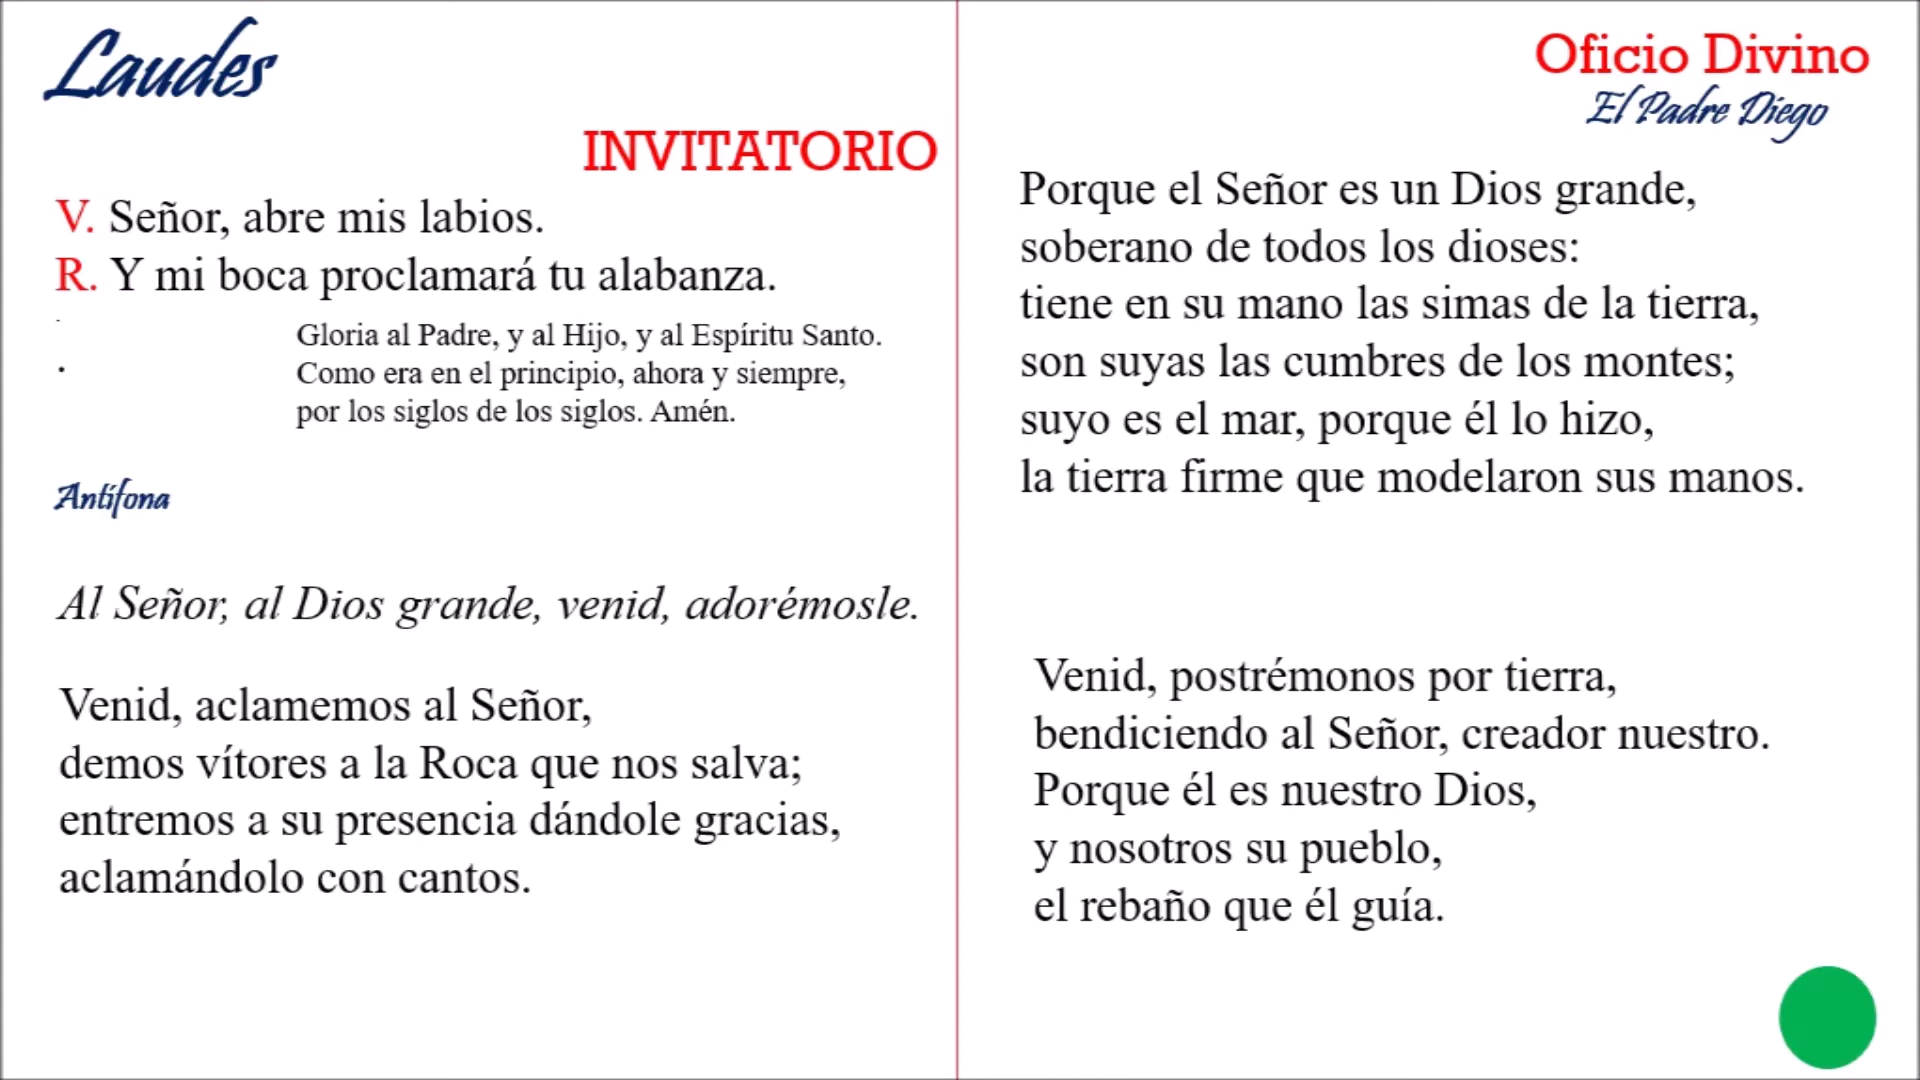 Laudes
INVITATORIO
V. Señor, abre mis labios.
R. Y mi boca proclamará tu alabanza.
Gloria al Padre, y al Hijo, y al Espíritu Santo.
Como era en el principio, ahora y siempre,
por los siglos de los siglos. Amén.
Antífona
Al Señor, al Dios grande, venid, adorémosle.
Venid, aclamemos al Señor,
demos vítores a la Roca que nos salva;
entremos a su presencia dándole gracias,
aclamándolo con cantos.
Oficio Divino
El Padre Diego
Porque el Señor es un Dios grande,
soberano de todos los dioses:
tiene en su mano las simas de la tierra,
son suyas las cumbres de los montes;
suyo es el mar, porque él lo hizo,
la tierra firme que modelaron sus manos.
Venid, postrémonos por tierra,
bendiciendo al Señor, creador nuestro.
Porque él es nuestro Dios,
y nosotros su pueblo,
el rebaño que él guía.